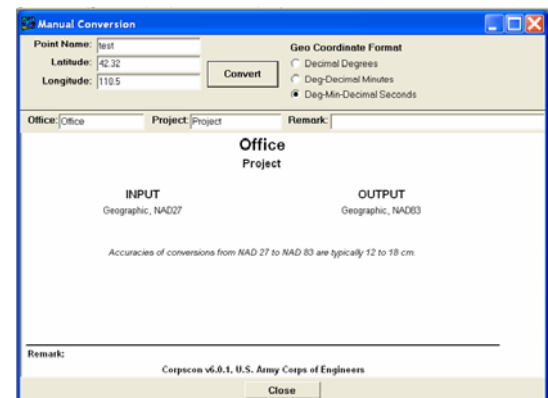 Manual Conversion
Point Name: test
Latitude: 42.32
Longitude: 110.5
Convert
Geo Coordinate Format
Decimal Degrees
Deg-Decimal Minutes
Deg-Min-Decimal Seconds
Office: Office Project: Project Remark:
Office
Project
INPUT OUTPUT
Geographic, NAD27 Geographic, NAD83
Accuracies of conversions from NAD 27 to NAD 83 are typically 12 to 18 cm.
Remark:
Corpscon v6.0.1, U.S. Army Corps of Engineers
Close